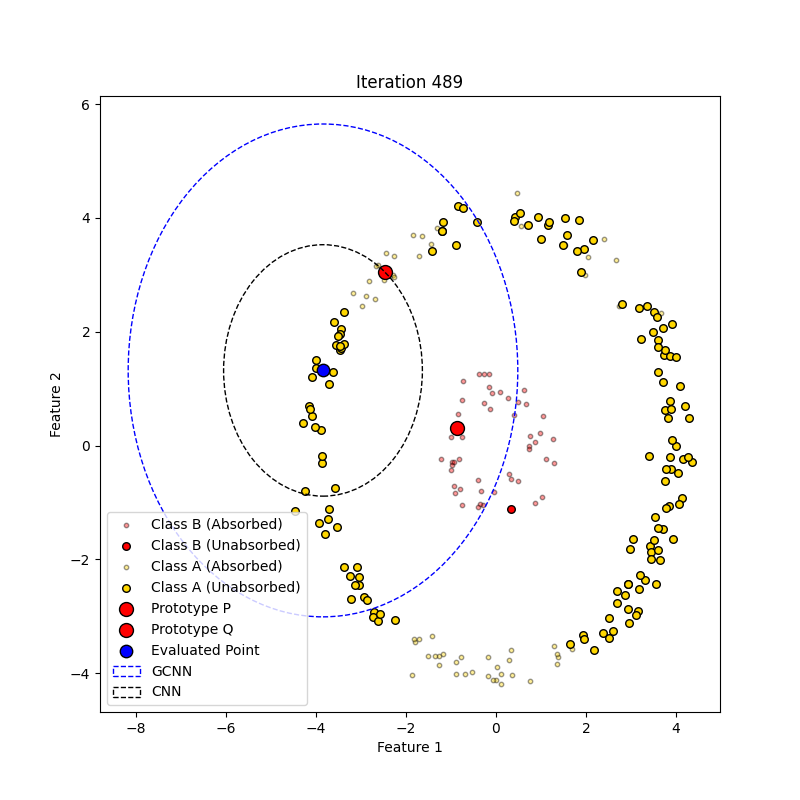 Iteration 489
6
4
2
0
−2
−4
Feature 2
Class B (Absorbed)
Class B (Unabsorbed)
Class A (Absorbed)
Class A (Unabsorbed)
Prototype P
Prototype Q
Evaluated Point
GCNN
CNN
−8 −6 −4 −2 0 2 4
Feature 1